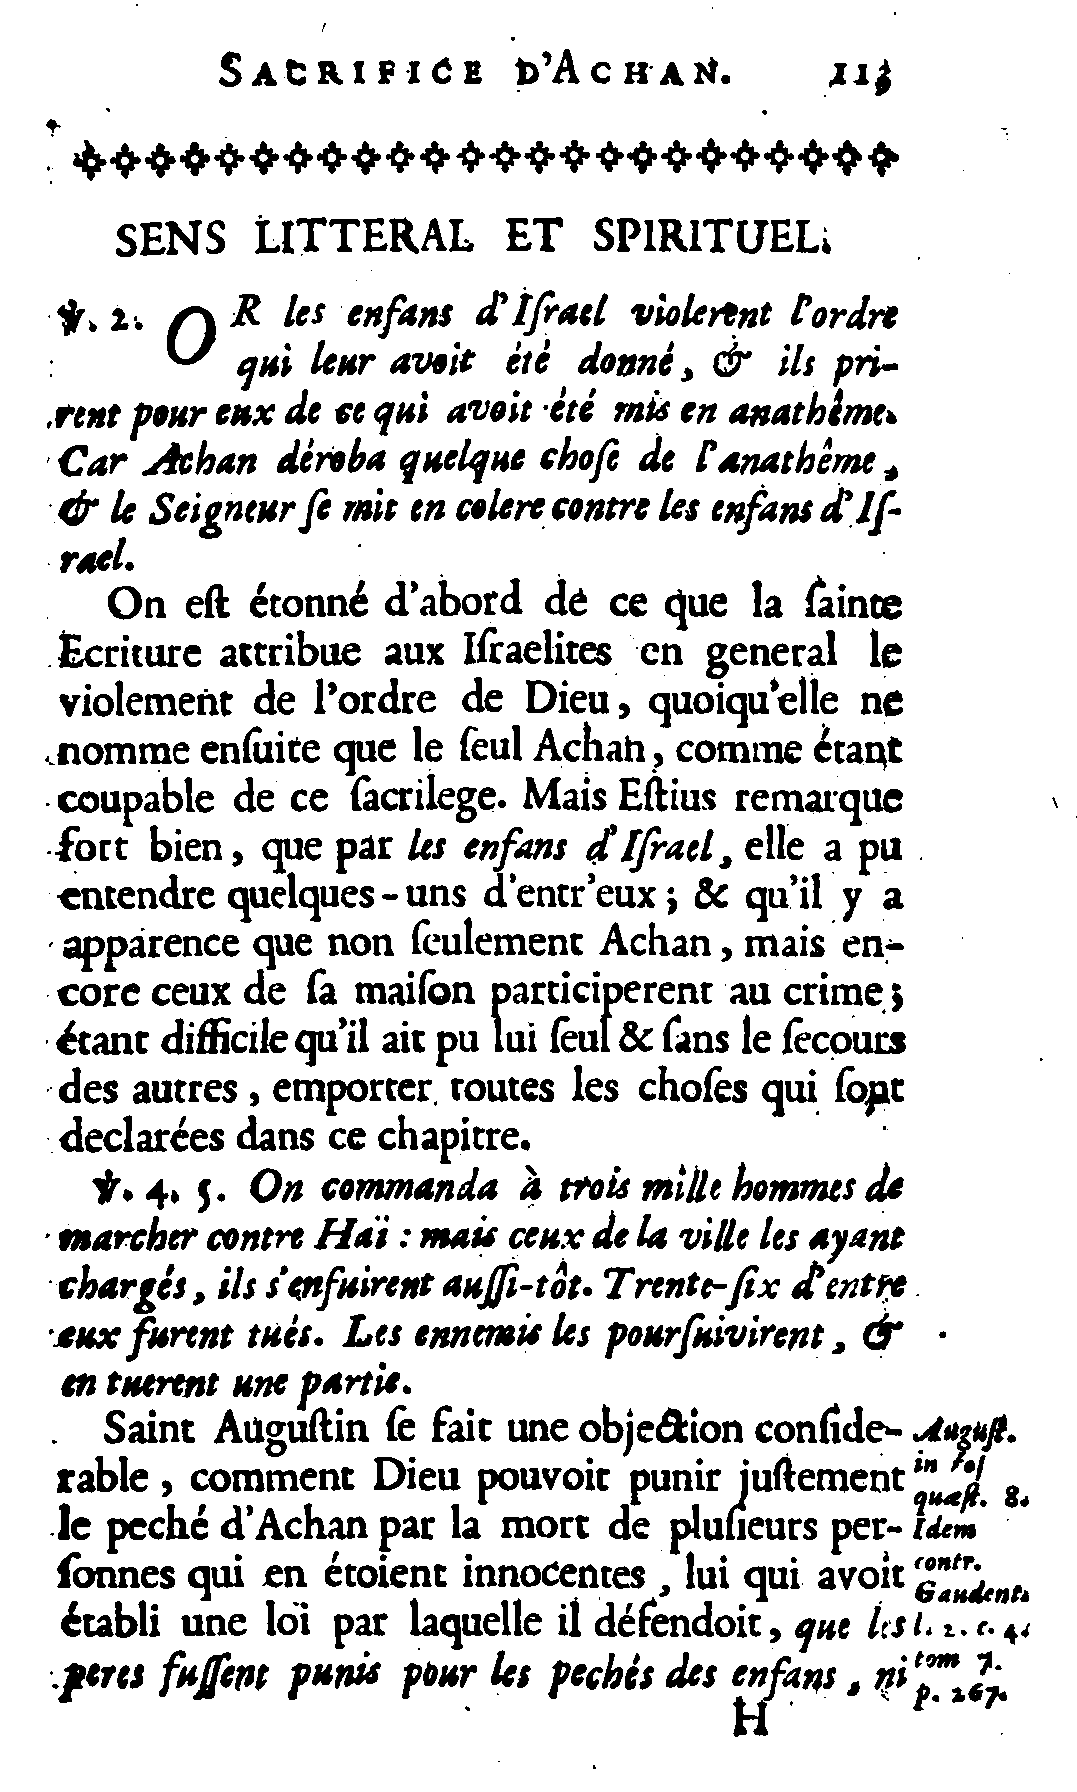 SACRIFICE D'ACHAN. 113
SENS LITTERAL ET SPIRITUEL.
℣. 2. OR les enfans d'Iſrael violerent l'ordre
qui leur avoit été donné, & ils pri-
rent pour eux de ce qui avoit été mis en anathême.
Car Achan déroba quelque choſe de l'anathême,
& le Seigneur ſe mit en colere contre les enfans d'Iſ-
rael.
On eſt étonné d'abord de ce que la ſainte
Ecriture attribue aux Iſraelites en general le
violement de l'ordre de Dieu, quoiqu'elle ne
nomme enſuite que le ſeul Achan, comme étant
coupable de ce ſacrilege. Mais Eſtius remarque
fort bien, que par les enfans d'Iſrael, elle a pu
entendre quelques-uns d'entr'eux; & qu'il y a
apparence que non ſeulement Achan, mais en-
core ceux de ſa maiſon participerent au crime;
étant difficile qu'il ait pu lui ſeul & ſans le ſecours
des autres, emporter toutes les choſes qui ſont
declarées dans ce chapitre.
℣. 4. 5. On commanda à trois mille hommes de
marcher contre Haï : mais ceux de la ville les ayant
chargés, ils s'enfuirent auſſi-tôt. Trente-ſix d'entre
eux furent tués. Les ennemis les pourſuivirent, &
en tuerent une partie.
Saint Auguſtin ſe fait une objection conſide-
rable, comment Dieu pouvoit punir juſtement
le peché d'Achan par la mort de pluſieurs per-
ſonnes qui en étoient innocentes, lui qui avoit
établi une loi par laquelle il défendoit, que les
peres fuſſent punis pour les pechés des enfans, ni
H
Auguſt.
in Joſ
quæſt. 8.
Idem
contr.
Gaudent.
l. 2. c. 4.
tom 7.
p. 267.